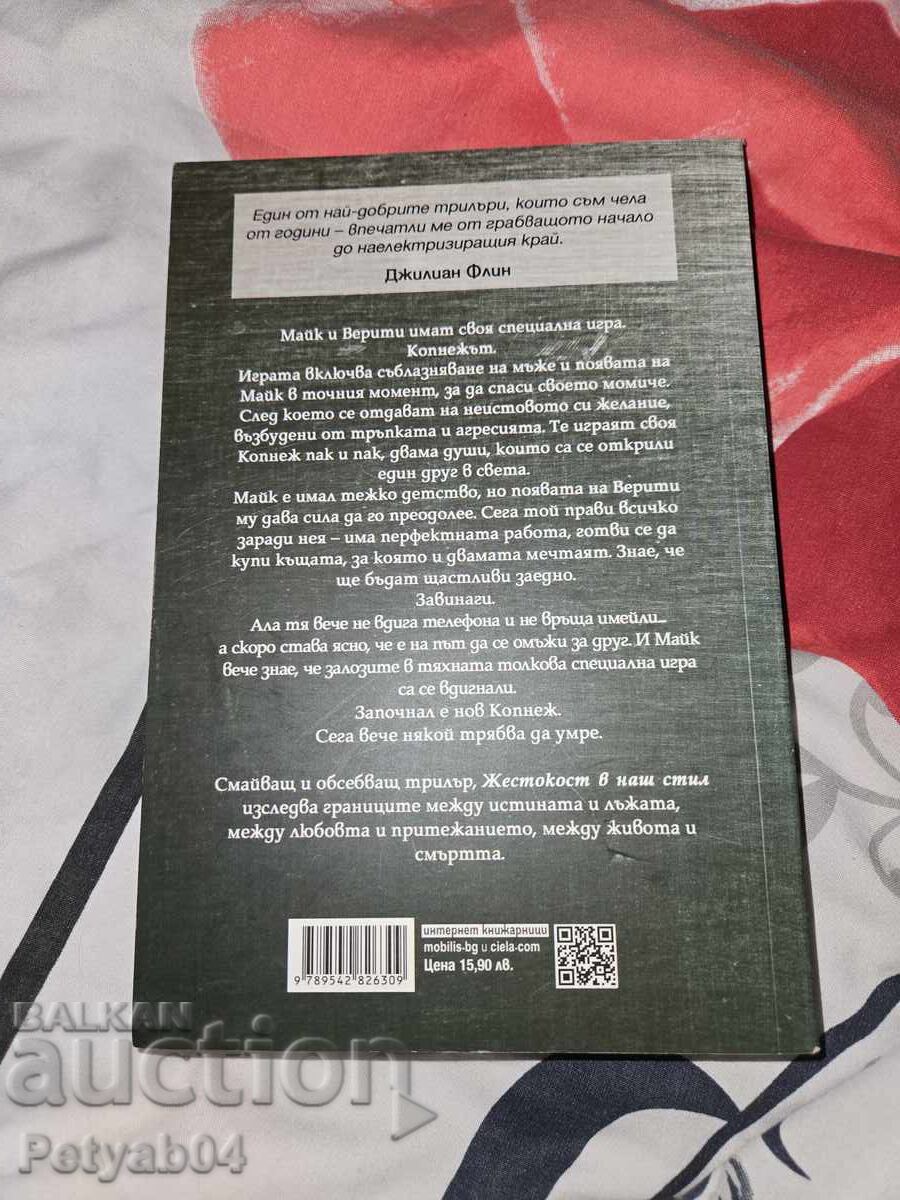 Един от най-добрите трилъри, които съм чела
от години – впечатли ме от грабващото начало
до наелектризиращия край.
Джилиан Флин
Майк и Верити имат своя специална игра.
Копнежът.
Играта включва съблазняване на мъже и появата на
Майк в точния момент, за да спаси своето момиче.
След което се отдават на неистовото си желание,
възбудени от тръпката и агресията. Те играят своя
Копнеж пак и пак, двама души, които са се открили
един друг в света.
Майк е имал тежко детство, но появата на Верити
му дава сила да го преодолее. Сега той прави всичко
заради нея – има перфектната работа, готви се да
купи къщата, за която и двамата мечтаят. Знае, че
ще бъдат щастливи заедно.
Завинаги.
Ала тя вече не вдига телефона и не връща имейли...
а скоро става ясно, че е на път да се омъжи за друг. И Майк
вече знае, че залозите в тяхната толкова специална игра
са се вдигнали.
Започнал е нов Копнеж.
Сега вече някой трябва да умре.
Смайващ и обсебващ трилър, Жестокост в наш стил
изследва границите между истината и лъжата,
между любовта и притежанието, между живота и
смъртта.
интернет книжарници
mobilis-bg и ciela.com
Цена 15,90 лв.
9 789542 826309
BALKAN
auction
Petyab04